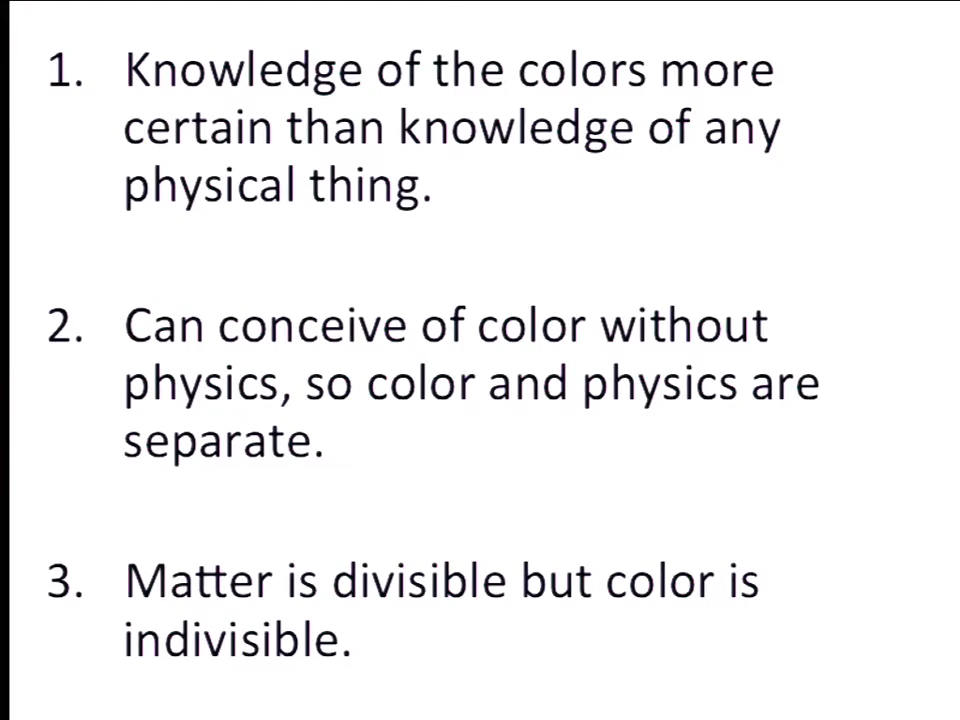 1. Knowledge of the colors more
certain than knowledge of any
physical thing.
2. Can conceive of color without
physics, so color and physics are
separate.
3. Matter is divisible but color is
indivisible.